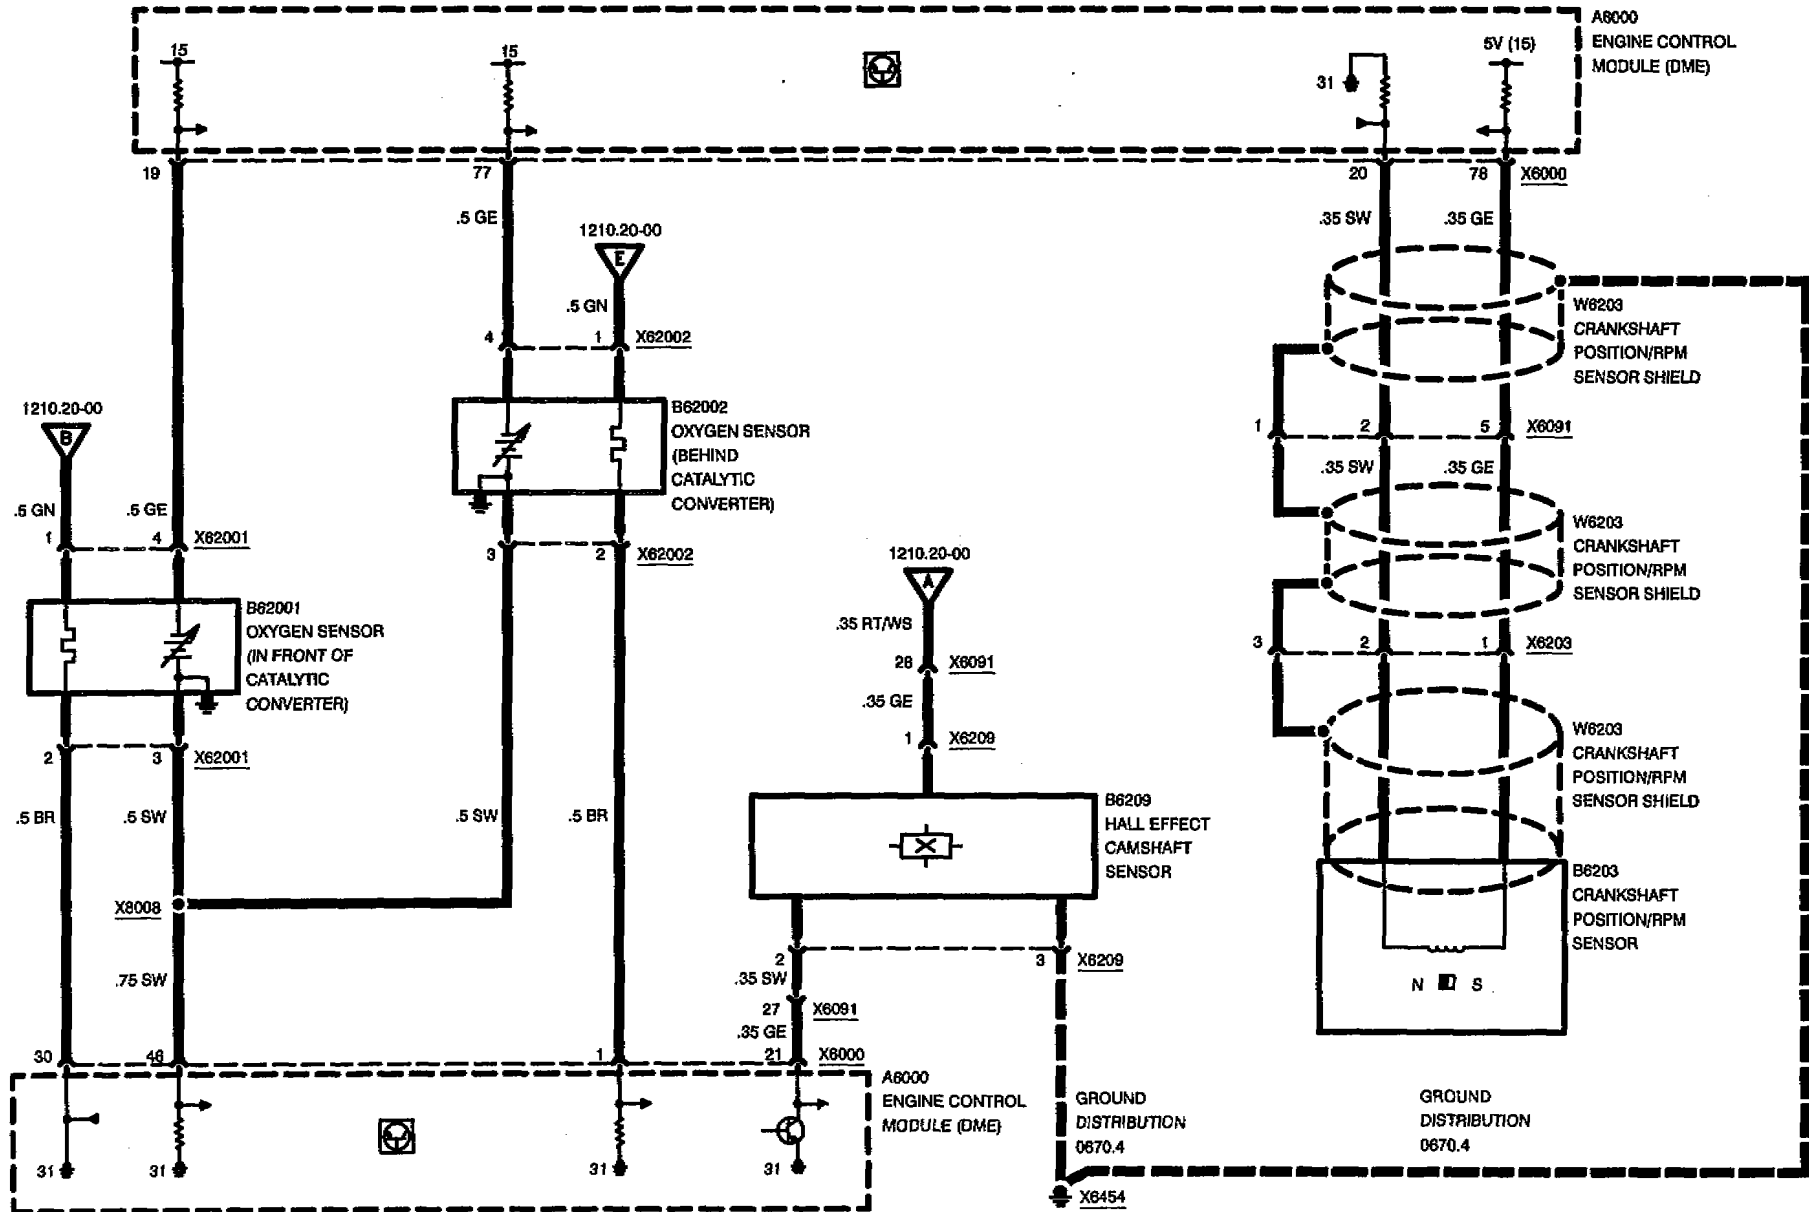 A6000
ENGINE CONTROL
MODULE (DME)
15
15
31
5V (15)
19
77
20
78
X6000
.5 GE
.35 SW
.35 GE
1210.20-00
E
.5 GN
4
1
X62002
W6203
CRANKSHAFT
POSITION/RPM
SENSOR SHIELD
1210.20-00
B
B62002
OXYGEN SENSOR
(BEHIND
CATALYTIC
CONVERTER)
1
2
5
X6091
.35 SW
.35 GE
.5 GN
.5 GE
1
4
X62001
3
2
X62002
W6203
CRANKSHAFT
POSITION/RPM
SENSOR SHIELD
1210.20-00
A
B62001
OXYGEN SENSOR
(IN FRONT OF
CATALYTIC
CONVERTER)
.35 RT/WS
26
X6091
3
2
1
X6203
.35 GE
1
X6209
2
3
X62001
W6203
CRANKSHAFT
POSITION/RPM
SENSOR SHIELD
.5 BR
.5 SW
.5 SW
.5 BR
B6209
HALL EFFECT
CAMSHAFT
SENSOR
B6203
CRANKSHAFT
POSITION/RPM
SENSOR
X8008
2
3
X6209
.35 SW
.75 SW
N
S
27
X6091
.35 GE
30
46
1
21
X6000
A6000
ENGINE CONTROL
MODULE (DME)
GROUND
DISTRIBUTION
0670.4
GROUND
DISTRIBUTION
0670.4
31
31
31
31
X6454